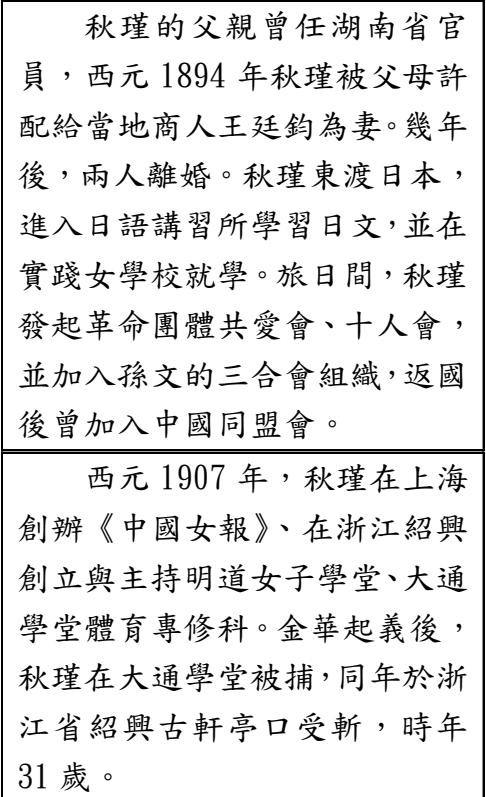 秋瑾的父親曾任湖南省官
員，西元 1894 年秋瑾被父母許
配給當地商人王廷鈞為妻。幾年
後，兩人離婚。秋瑾東渡日本，
進入日語講習所學習日文，並在
實踐女學校就學。旅日間，秋瑾
發起革命團體共愛會、十人會，
並加入孫文的三合會組織，返國
後曾加入中國同盟會。
西元 1907 年，秋瑾在上海
創辦《中國女報》、在浙江紹興
創立與主持明道女子學堂、大通
學堂體育專修科。金華起義後，
秋瑾在大通學堂被捕，同年於浙
江省紹興古軒亭口受斬，時年
31 歲。